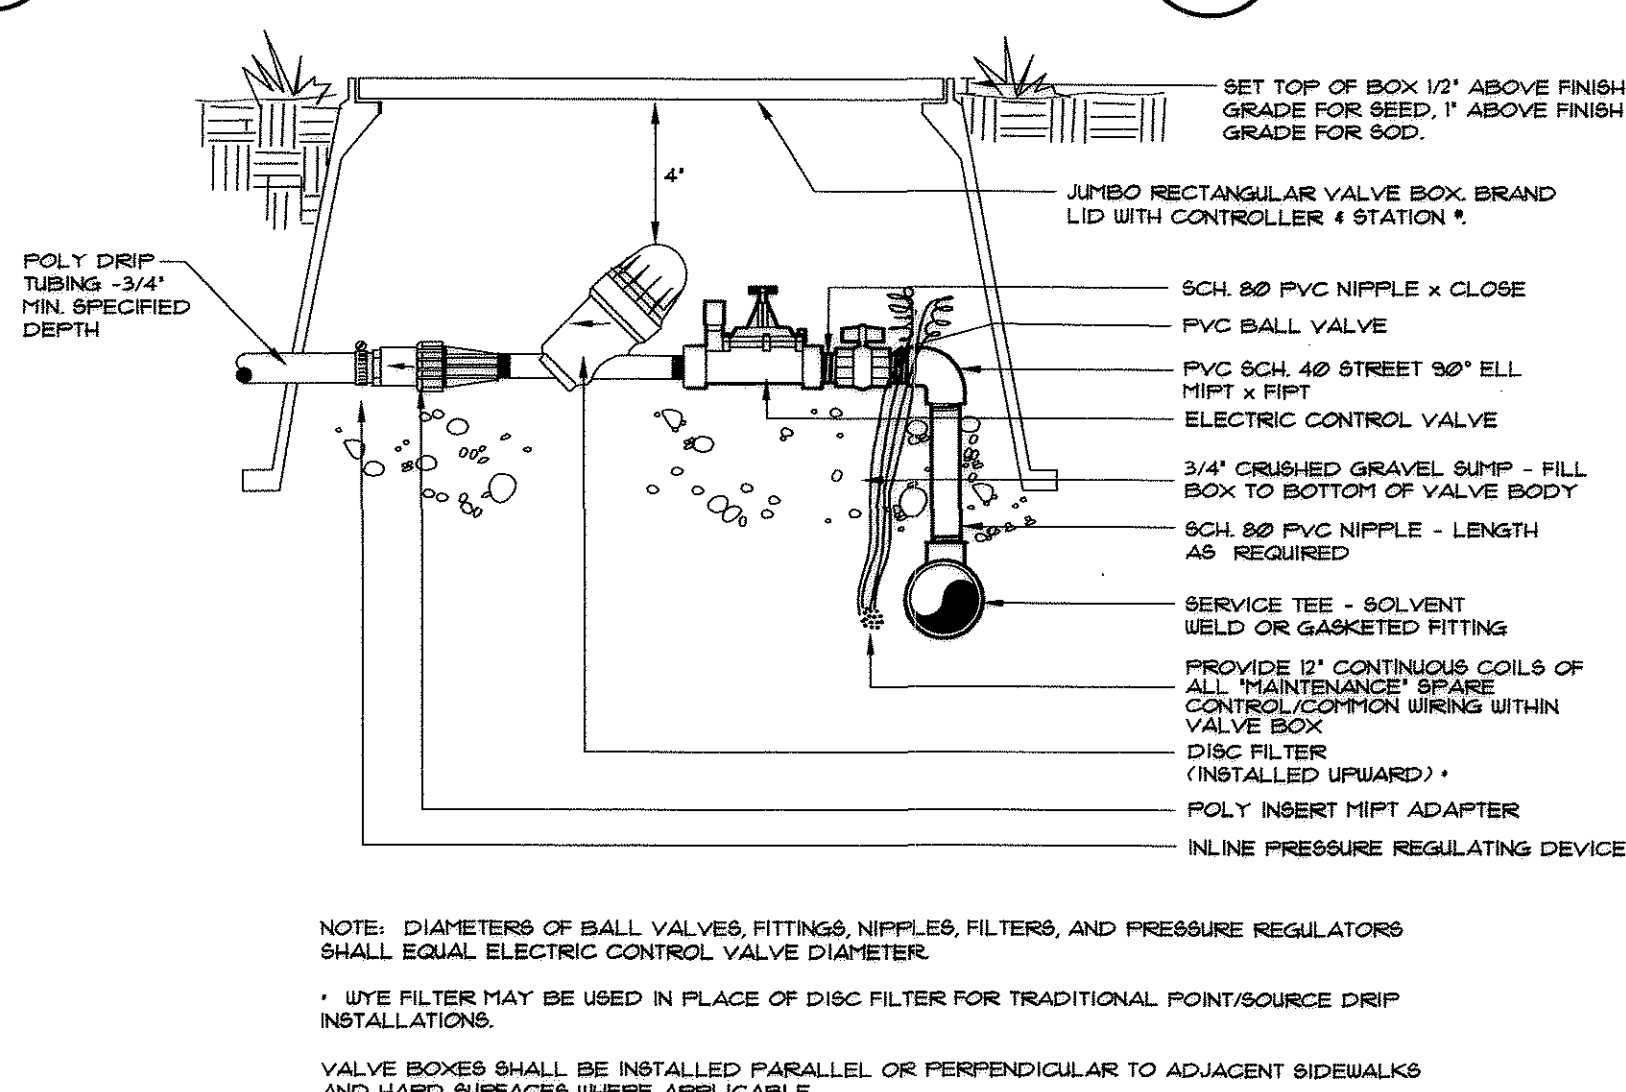 SET TOP OF BOX 1/2" ABOVE FINISH
GRADE FOR SEED, 1" ABOVE FINISH
GRADE FOR SOD.
4"
JUMBO RECTANGULAR VALVE BOX. BRAND
LID WITH CONTROLLER & STATION #.
POLY DRIP
TUBING -3/4"
MIN. SPECIFIED
DEPTH
SCH. 80 PVC NIPPLE x CLOSE
PVC BALL VALVE
PVC SCH. 40 STREET 90° ELL
MIPT x FIPT
ELECTRIC CONTROL VALVE
3/4" CRUSHED GRAVEL SUMP - FILL
BOX TO BOTTOM OF VALVE BODY
SCH. 80 PVC NIPPLE - LENGTH
AS REQUIRED
SERVICE TEE - SOLVENT
WELD OR GASKETED FITTING
PROVIDE 12" CONTINUOUS COILS OF
ALL "MAINTENANCE" SPARE
CONTROL/COMMON WIRING WITHIN
VALVE BOX
DISC FILTER
(INSTALLED UPWARD) *
POLY INSERT MIPT ADAPTER
INLINE PRESSURE REGULATING DEVICE
NOTE: DIAMETERS OF BALL VALVES, FITTINGS, NIPPLES, FILTERS, AND PRESSURE REGULATORS
SHALL EQUAL ELECTRIC CONTROL VALVE DIAMETER.
* WYE FILTER MAY BE USED IN PLACE OF DISC FILTER FOR TRADITIONAL POINT/SOURCE DRIP
INSTALLATIONS.
VALVE BOXES SHALL BE INSTALLED PARALLEL OR PERPENDICULAR TO ADJACENT SIDEWALKS
AND HARD SURFACES WHERE APPLICABLE.